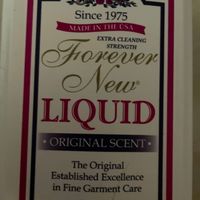 Since 1975
MADE IN THE USA
EXTRA CLEANING
STRENGTH
Forever
New®
LIQUID
• ORIGINAL SCENT •
The Original
Established Excellence
in Fine Garment Care